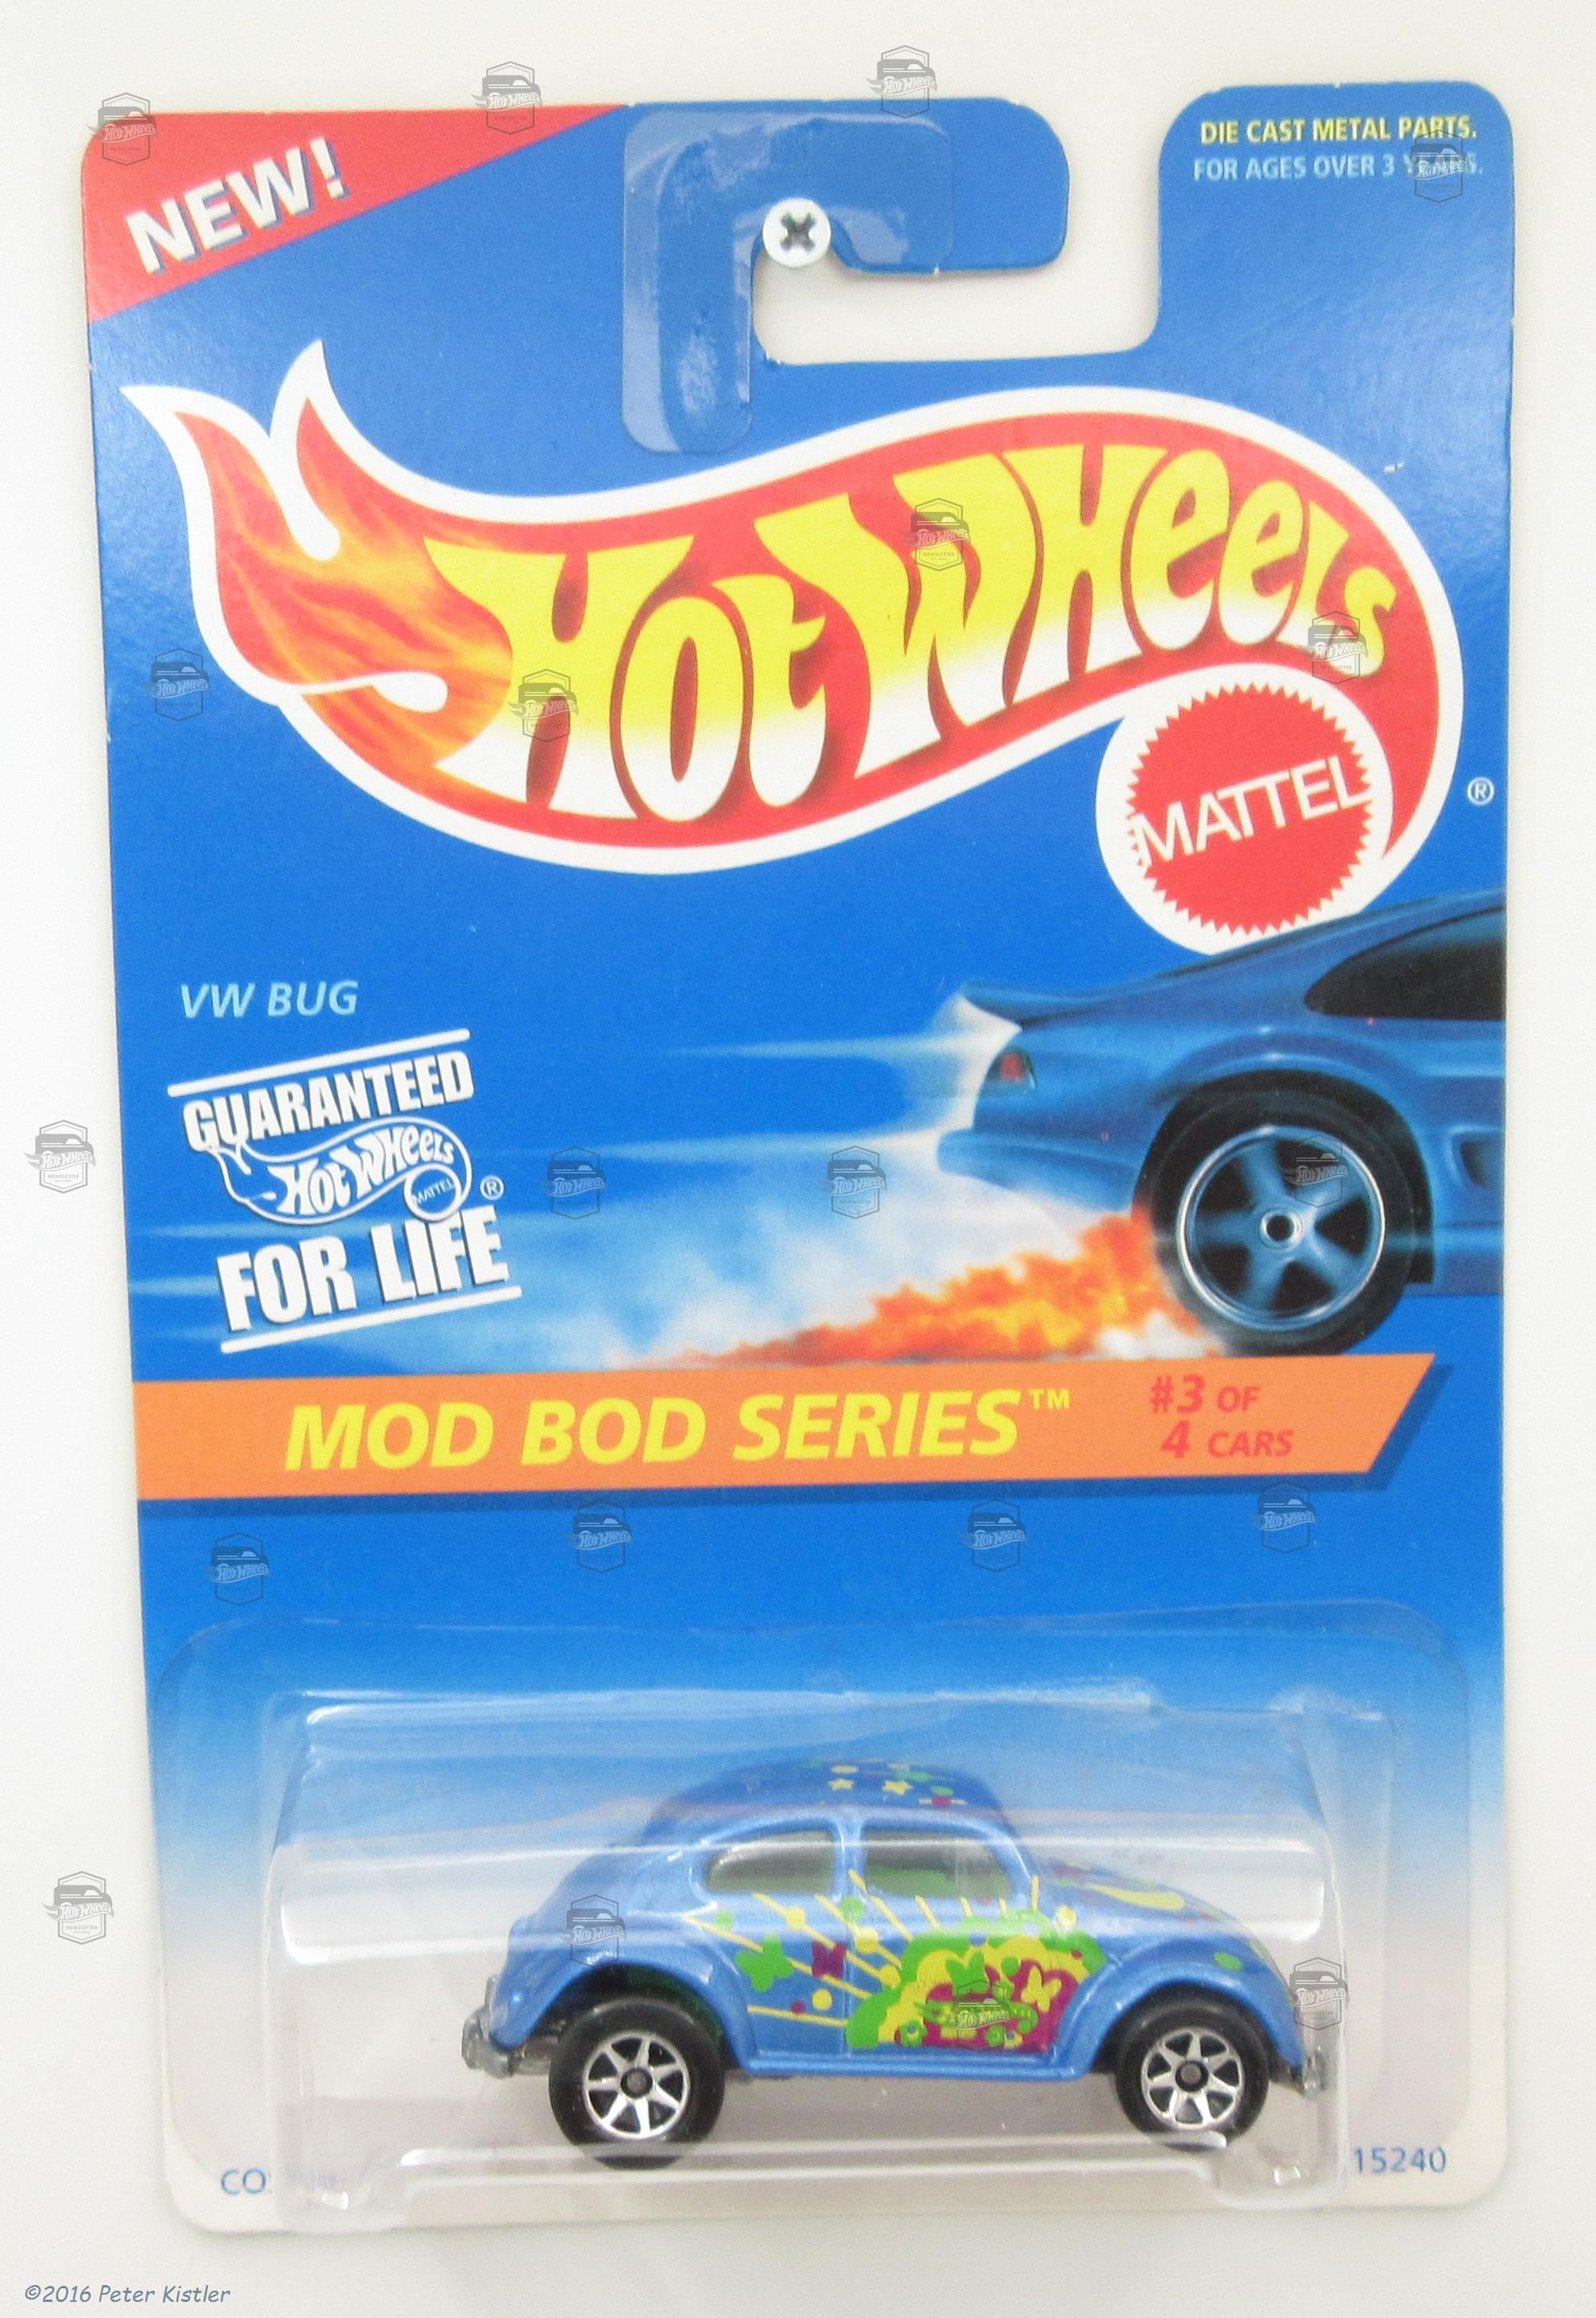 NEW!
DIE CAST METAL PARTS.
FOR AGES OVER 3 YEARS.
HOT WHEELS
MATTEL
®
VW BUG
GUARANTEED
HOT WHEELS
MATTEL
®
FOR LIFE
MOD BOD SERIES™
#3 OF
4 CARS
15240
©2016 Peter Kistler